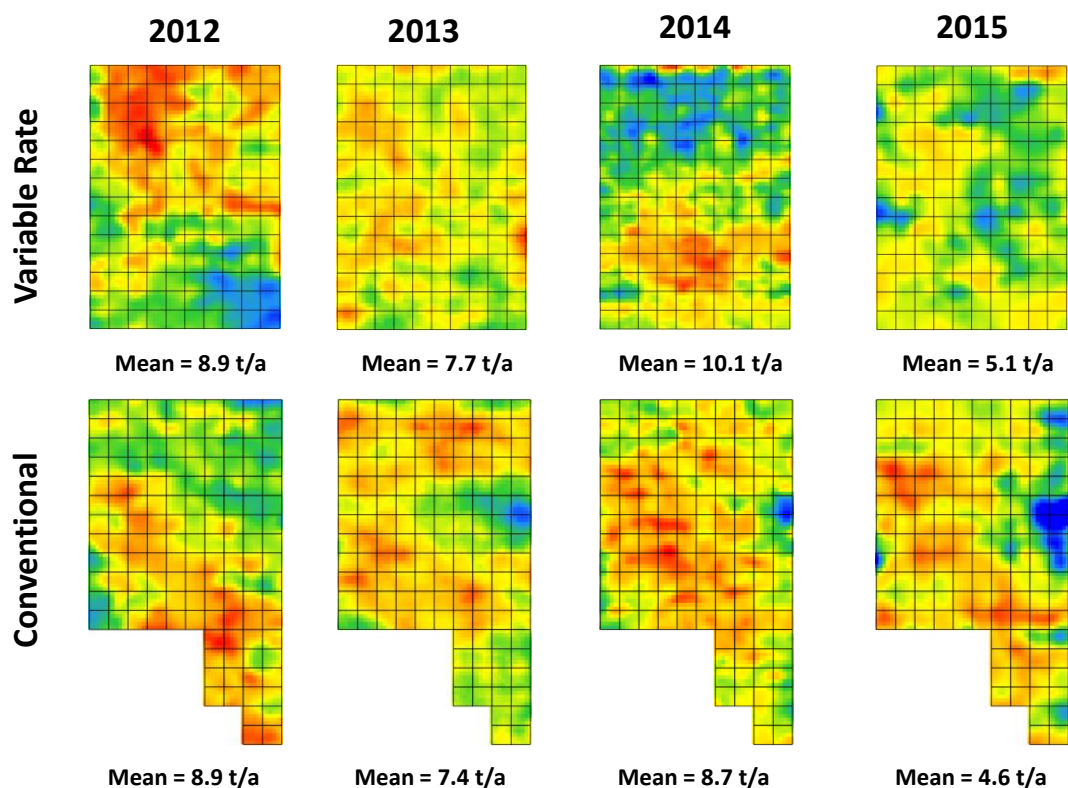 2012 2013 2014 2015
Variable Rate
Mean = 8.9 t/a Mean = 7.7 t/a Mean = 10.1 t/a Mean = 5.1 t/a
Conventional
Mean = 8.9 t/a Mean = 7.4 t/a Mean = 8.7 t/a Mean = 4.6 t/a